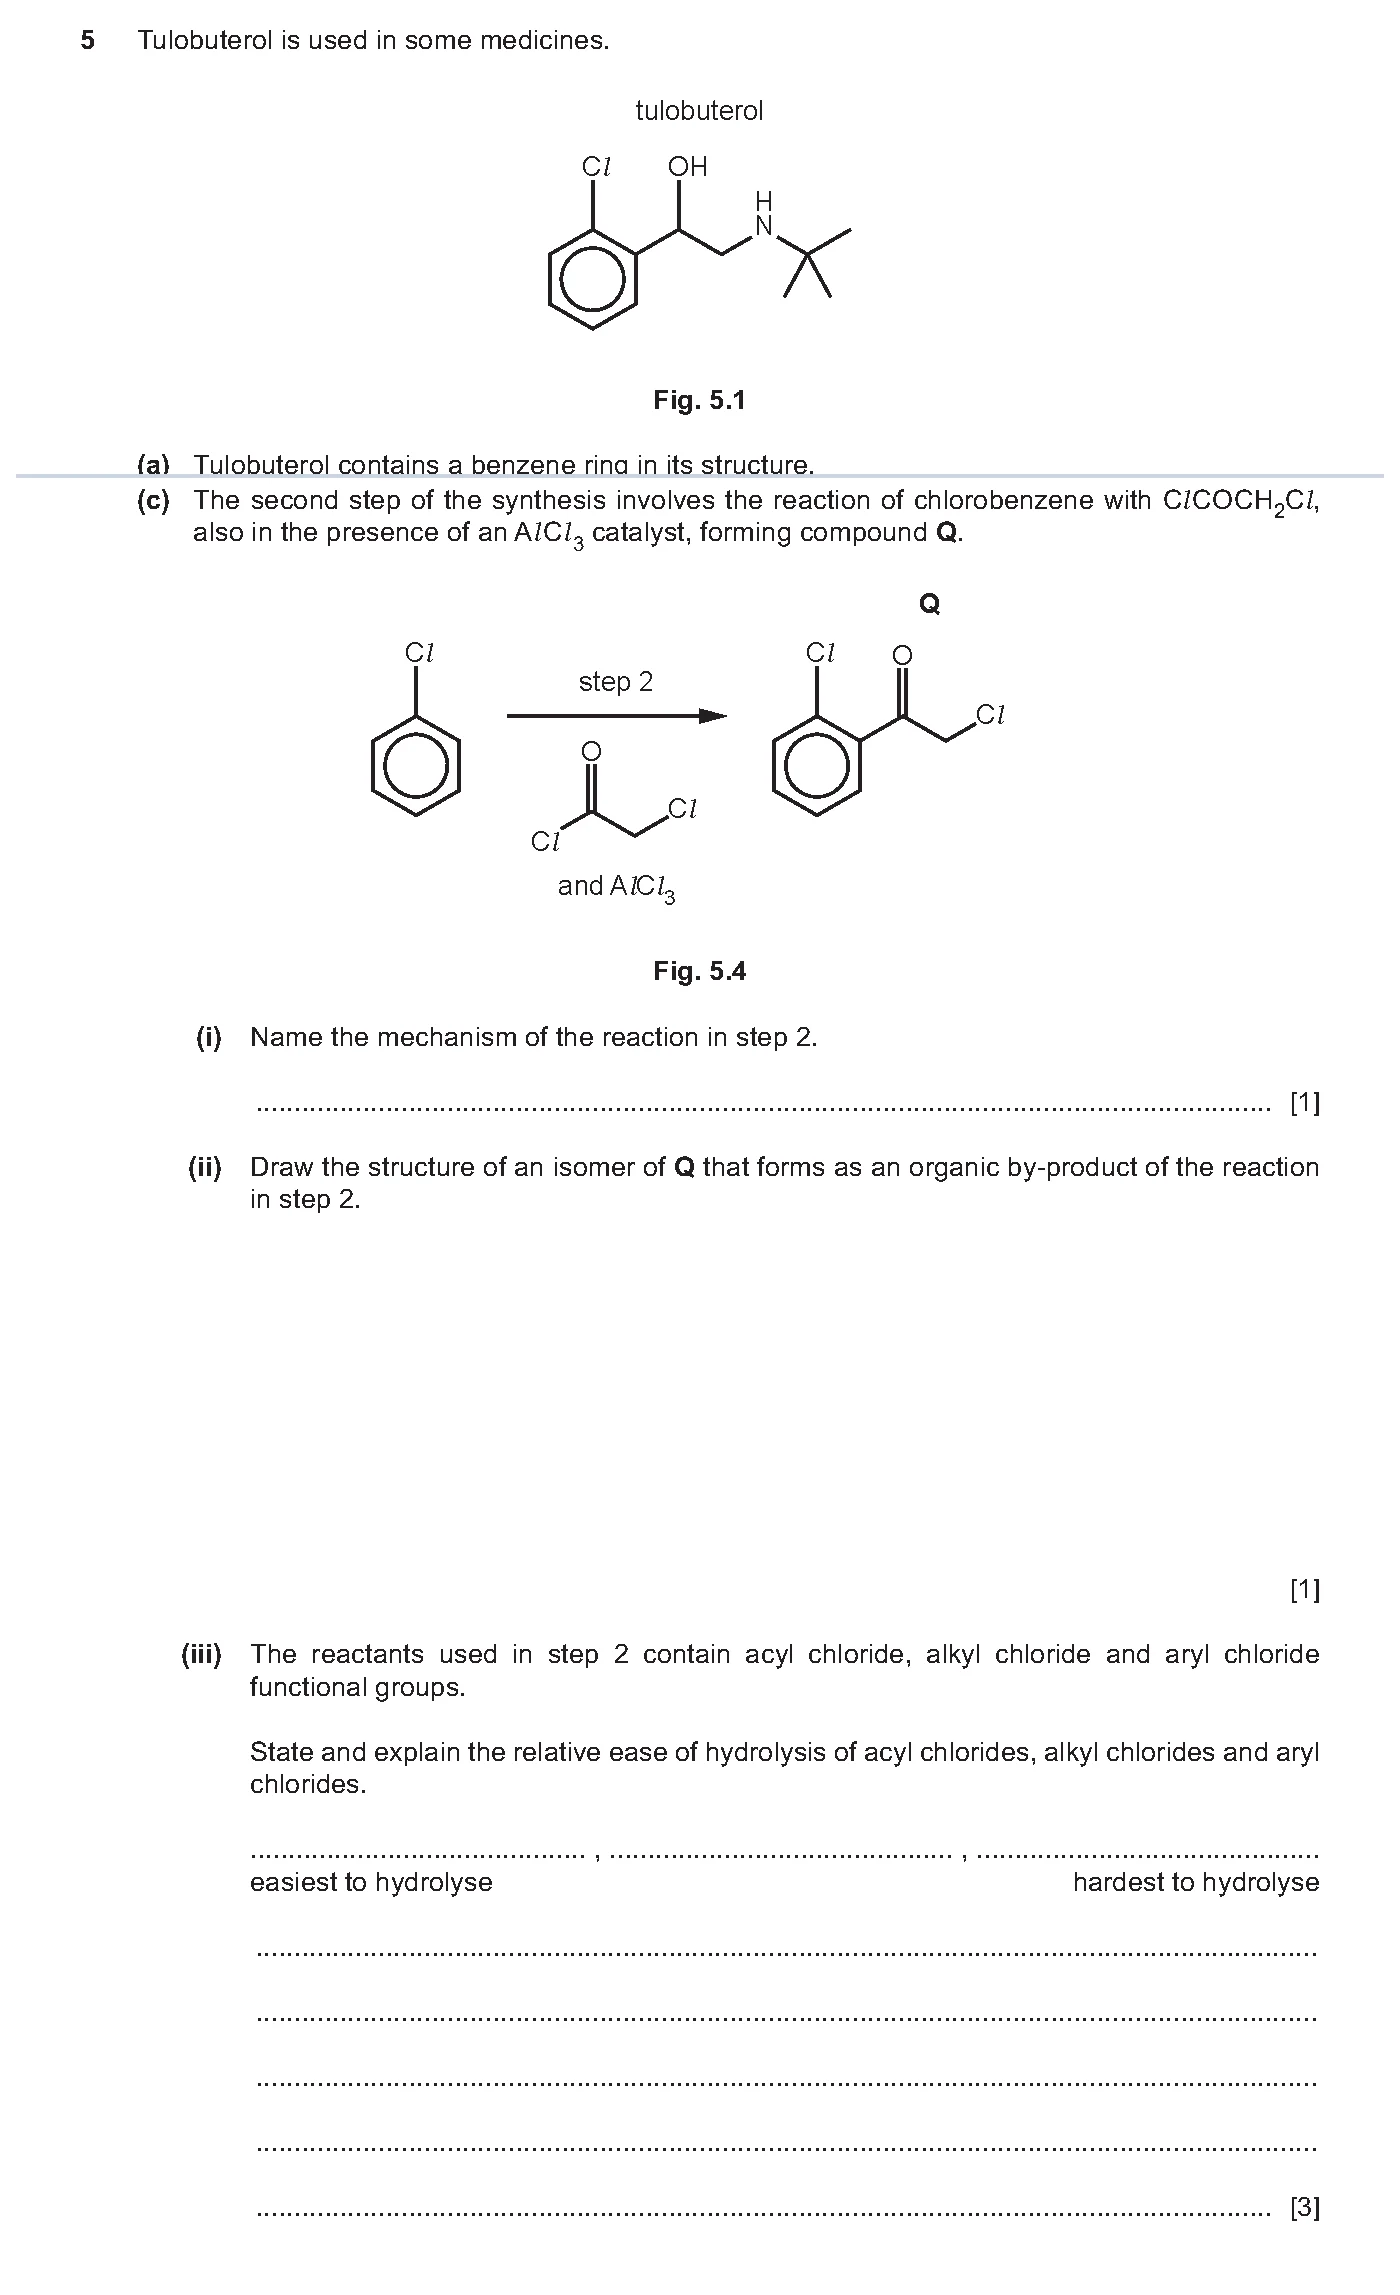 5 Tulobuterol is used in some medicines.
tulobuterol
Cl OH
H
N
Fig. 5.1
(a) Tulobuterol contains a benzene ring in its structure.
(c) The second step of the synthesis involves the reaction of chlorobenzene with ClCOCH2Cl,
also in the presence of an AlCl3 catalyst, forming compound Q.
Q
Cl
step 2
Cl O
Cl
O
Cl
Cl
and AlCl3
Fig. 5.4
(i) Name the mechanism of the reaction in step 2.
.......................................................................................................................................... [1]
(ii) Draw the structure of an isomer of Q that forms as an organic by-product of the reaction
in step 2.
[1]
(iii) The reactants used in step 2 contain acyl chloride, alkyl chloride and aryl chloride
functional groups.
State and explain the relative ease of hydrolysis of acyl chlorides, alkyl chlorides and aryl
chlorides.
............................................ , ............................................. , .............................................
easiest to hydrolyse hardest to hydrolyse
..........................................................................................................................................
..........................................................................................................................................
..........................................................................................................................................
..........................................................................................................................................
.................................................................................................................................... [3]